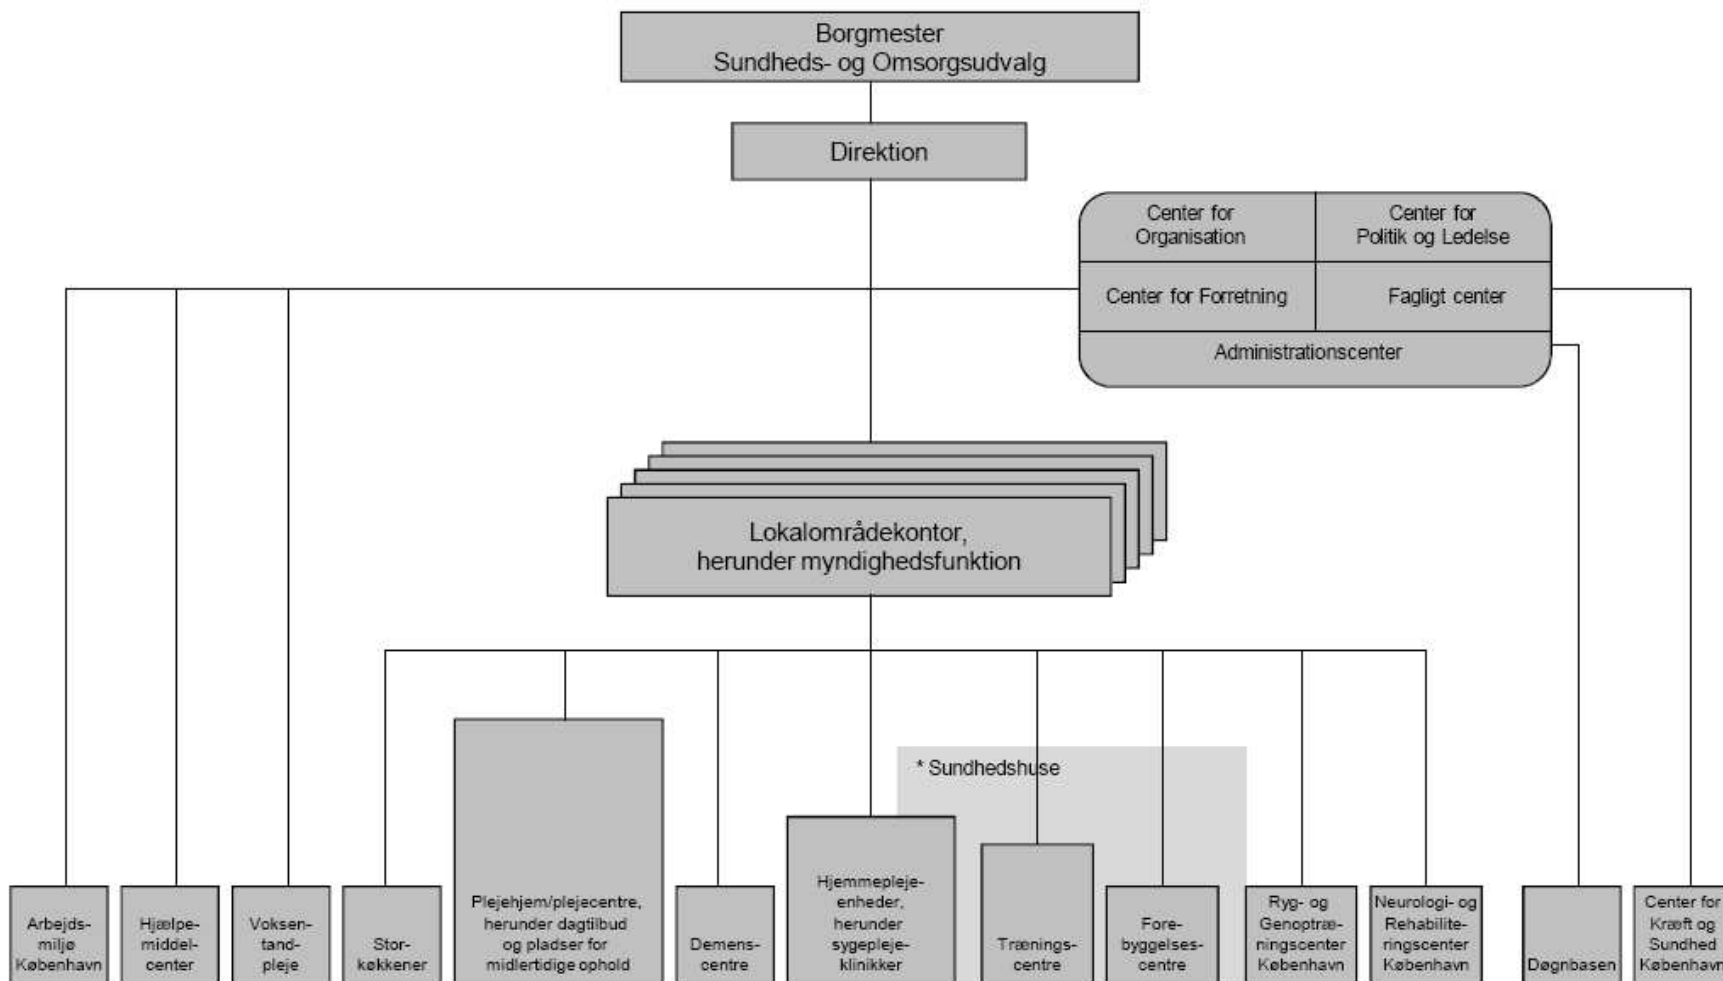 Borgmester
Sundheds- og Omsorgsudvalg
Direktion
Center for
Organisation
Center for
Politik og Ledelse
Center for Forretning
Fagligt center
Administrationscenter
Lokalområdekontor,
herunder myndighedsfunktion
* Sundhedshuse
Arbejds-
miljø
København
Hjælpe-
middel-
center
Voksen-
tand-
pleje
Stor-
køkkener
Plejehjem/plejecentre,
herunder dagtilbud
og pladser for
midlertidige ophold
Demens-
centre
Hjemmepleje-
enheder,
herunder
sygepleje-
klinikker
Trænings-
centre
Fore-
byggelses-
centre
Ryg- og
Genoptræ-
ningscenter
København
Neurologi- og
Rehabilite-
ringscenter
København
Døgnbasen
Center for
Kræft og
Sundhed
København